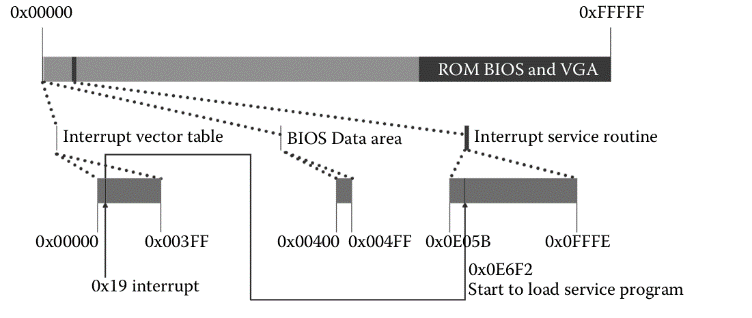 0x00000
0xFFFFF
ROM BIOS and VGA
Interrupt vector table
BIOS Data area
Interrupt service routine
0x00000
0x003FF
0x00400
0x004FF
0x0E05B
0x0FFFE
0x19 interrupt
0x0E6F2
Start to load service program